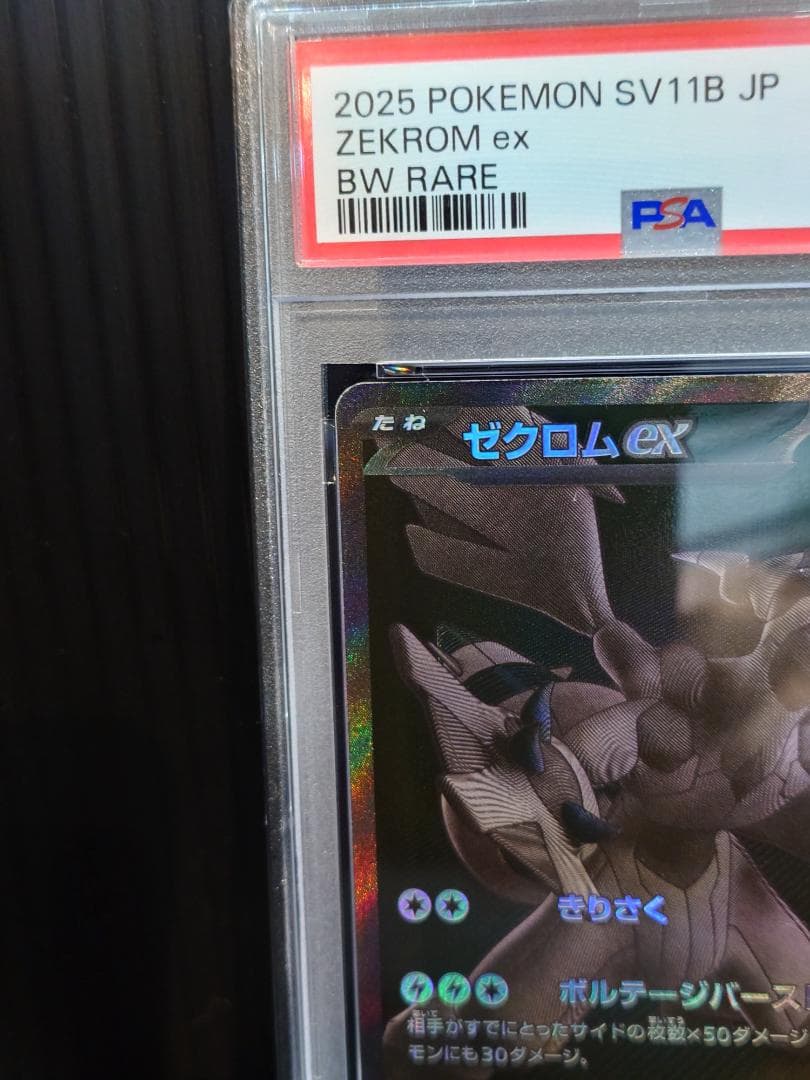 2025 POKEMON SV11B JP
ZEKROM ex
BW RARE
PSA
たね
ゼクロムex
きりさく
ボルテージバースト
相手がすでにとったサイドの枚数×50ダメージ
モンにも30ダメージ。